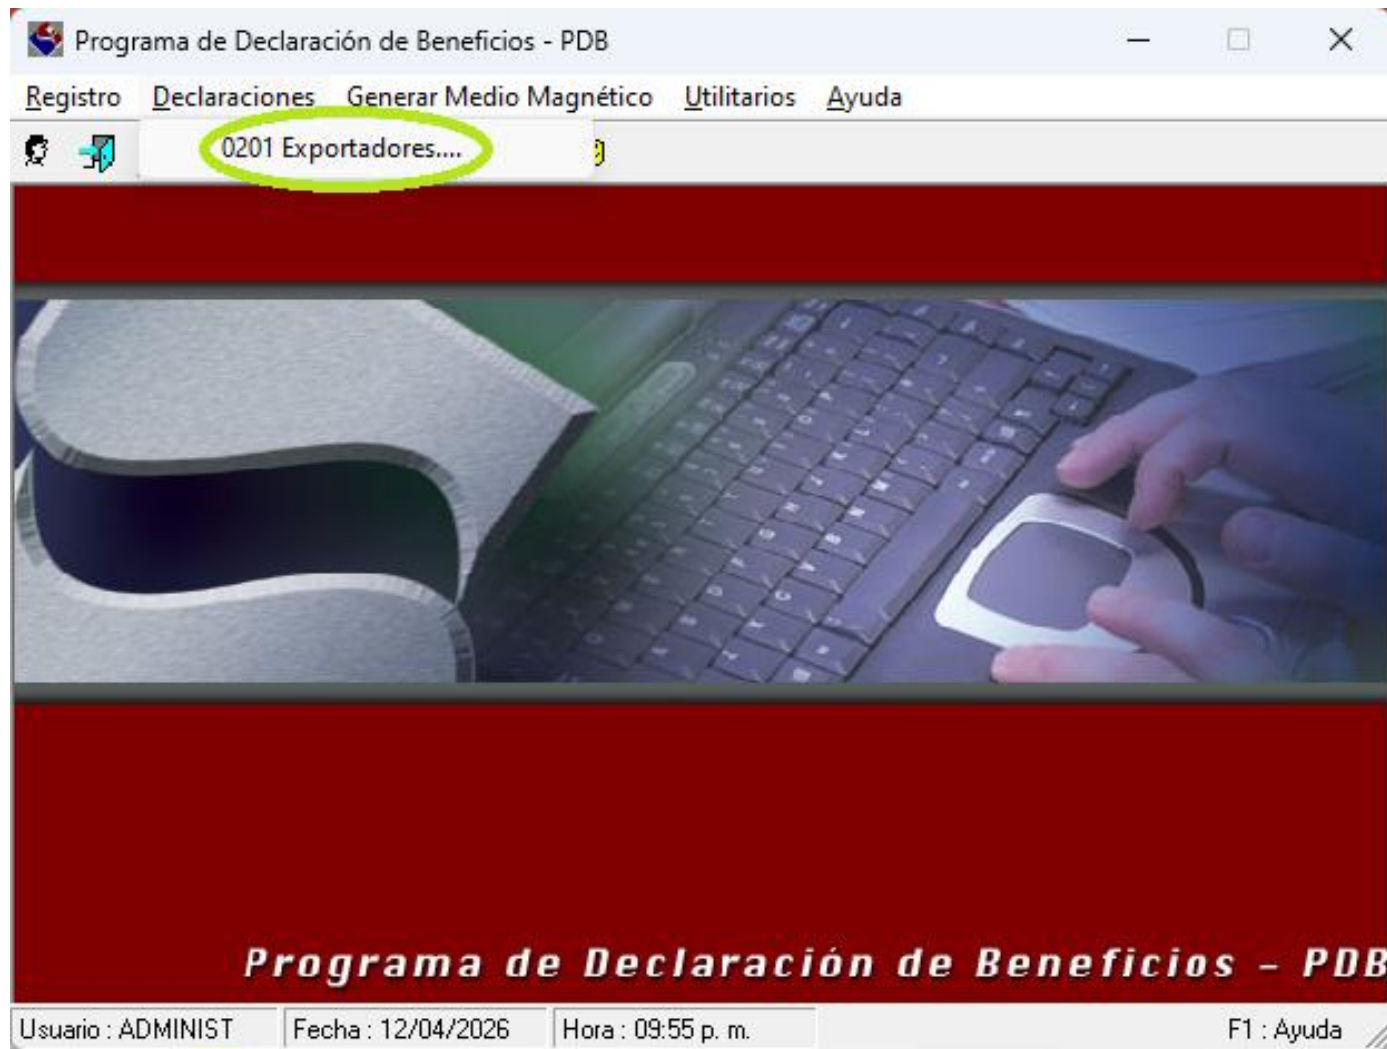 Programa de Declaración de Beneficios - PDB
Registro Declaraciones Generar Medio Magnético Utilitarios Ayuda
0201 Exportadores....
Programa de Declaración de Beneficios - PDB
Usuario : ADMINIST Fecha : 12/04/2026 Hora : 09:55 p. m. F1 : Ayuda